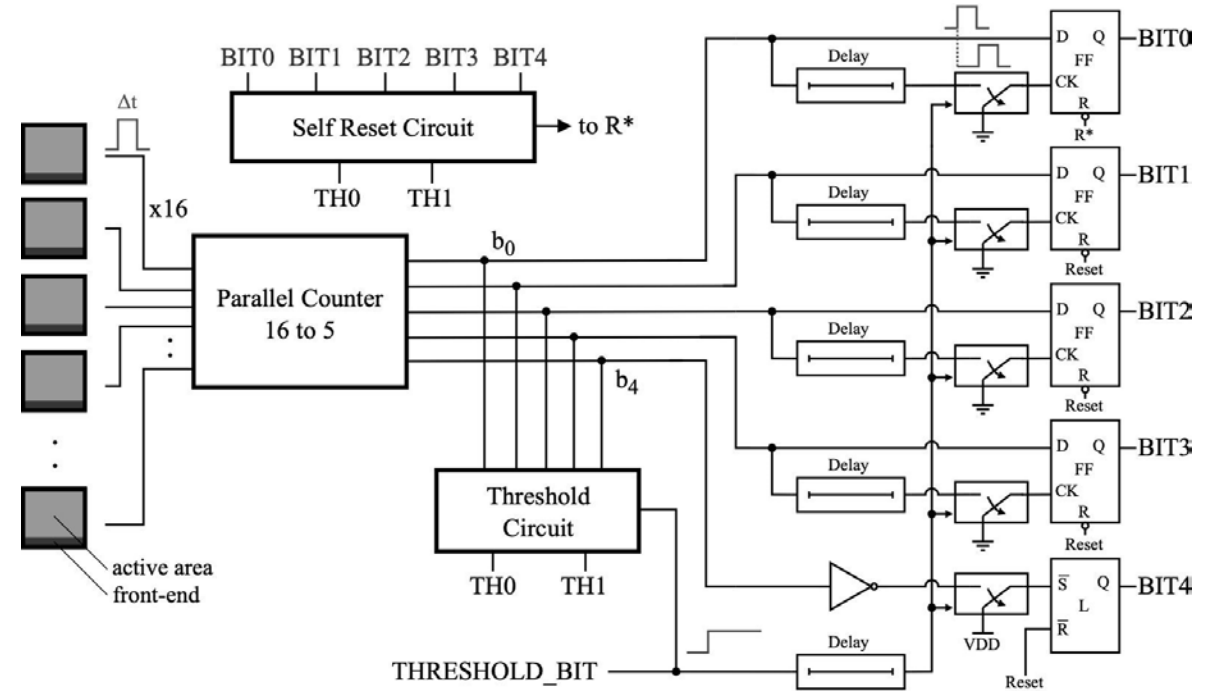 BIT0 BIT1 BIT2 BIT3 BIT4
Self Reset Circuit
to R*
TH0 TH1
Δt
x16
Parallel Counter
16 to 5
b0
b4
Threshold
Circuit
TH0 TH1
THRESHOLD_BIT
active area
front-end
Delay
D Q
FF
CK
R
R*
BIT0
Delay
D Q
FF
CK
R
Reset
BIT1
Delay
D Q
FF
CK
R
Reset
BIT2
Delay
D Q
FF
CK
R
Reset
BIT3
VDD
S̅ Q
L
R̅
Reset
BIT4
Delay